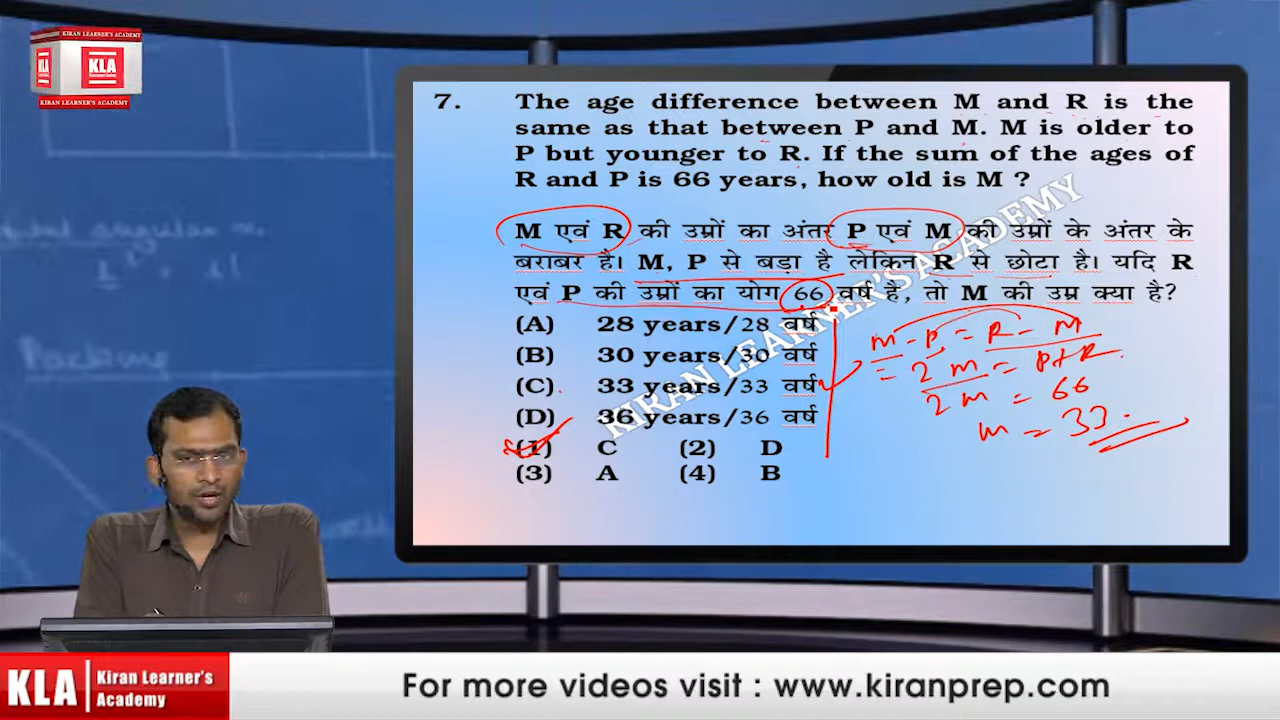 KIRAN LEARNER'S ACADEMY
KLA
KLA
KIRAN LEARNER'S ACADEMY
7. The age difference between M and R is the
same as that between P and M. M is older to
P but younger to R. If the sum of the ages of
R and P is 66 years, how old is M ?
M एवं R की उम्रों का अंतर P एवं M की उम्रों के अंतर के
बराबर है। M, P से बड़ा है लेकिन R से छोटा है। यदि R
एवं P की उम्रों का योग 66 वर्ष है, तो M की उम्र क्या है?
(A) 28 years/28 वर्ष
(B) 30 years/30 वर्ष
(C) 33 years/33 वर्ष
(D) 36 years/36 वर्ष
(1) C (2) D
(3) A (4) B
m - P = R - M
= 2m = P+R
2m = 66
m = 33
KIRAN LEARNER'S ACADEMY
KLA Kiran Learner's
Academy
For more videos visit : www.kiranprep.com